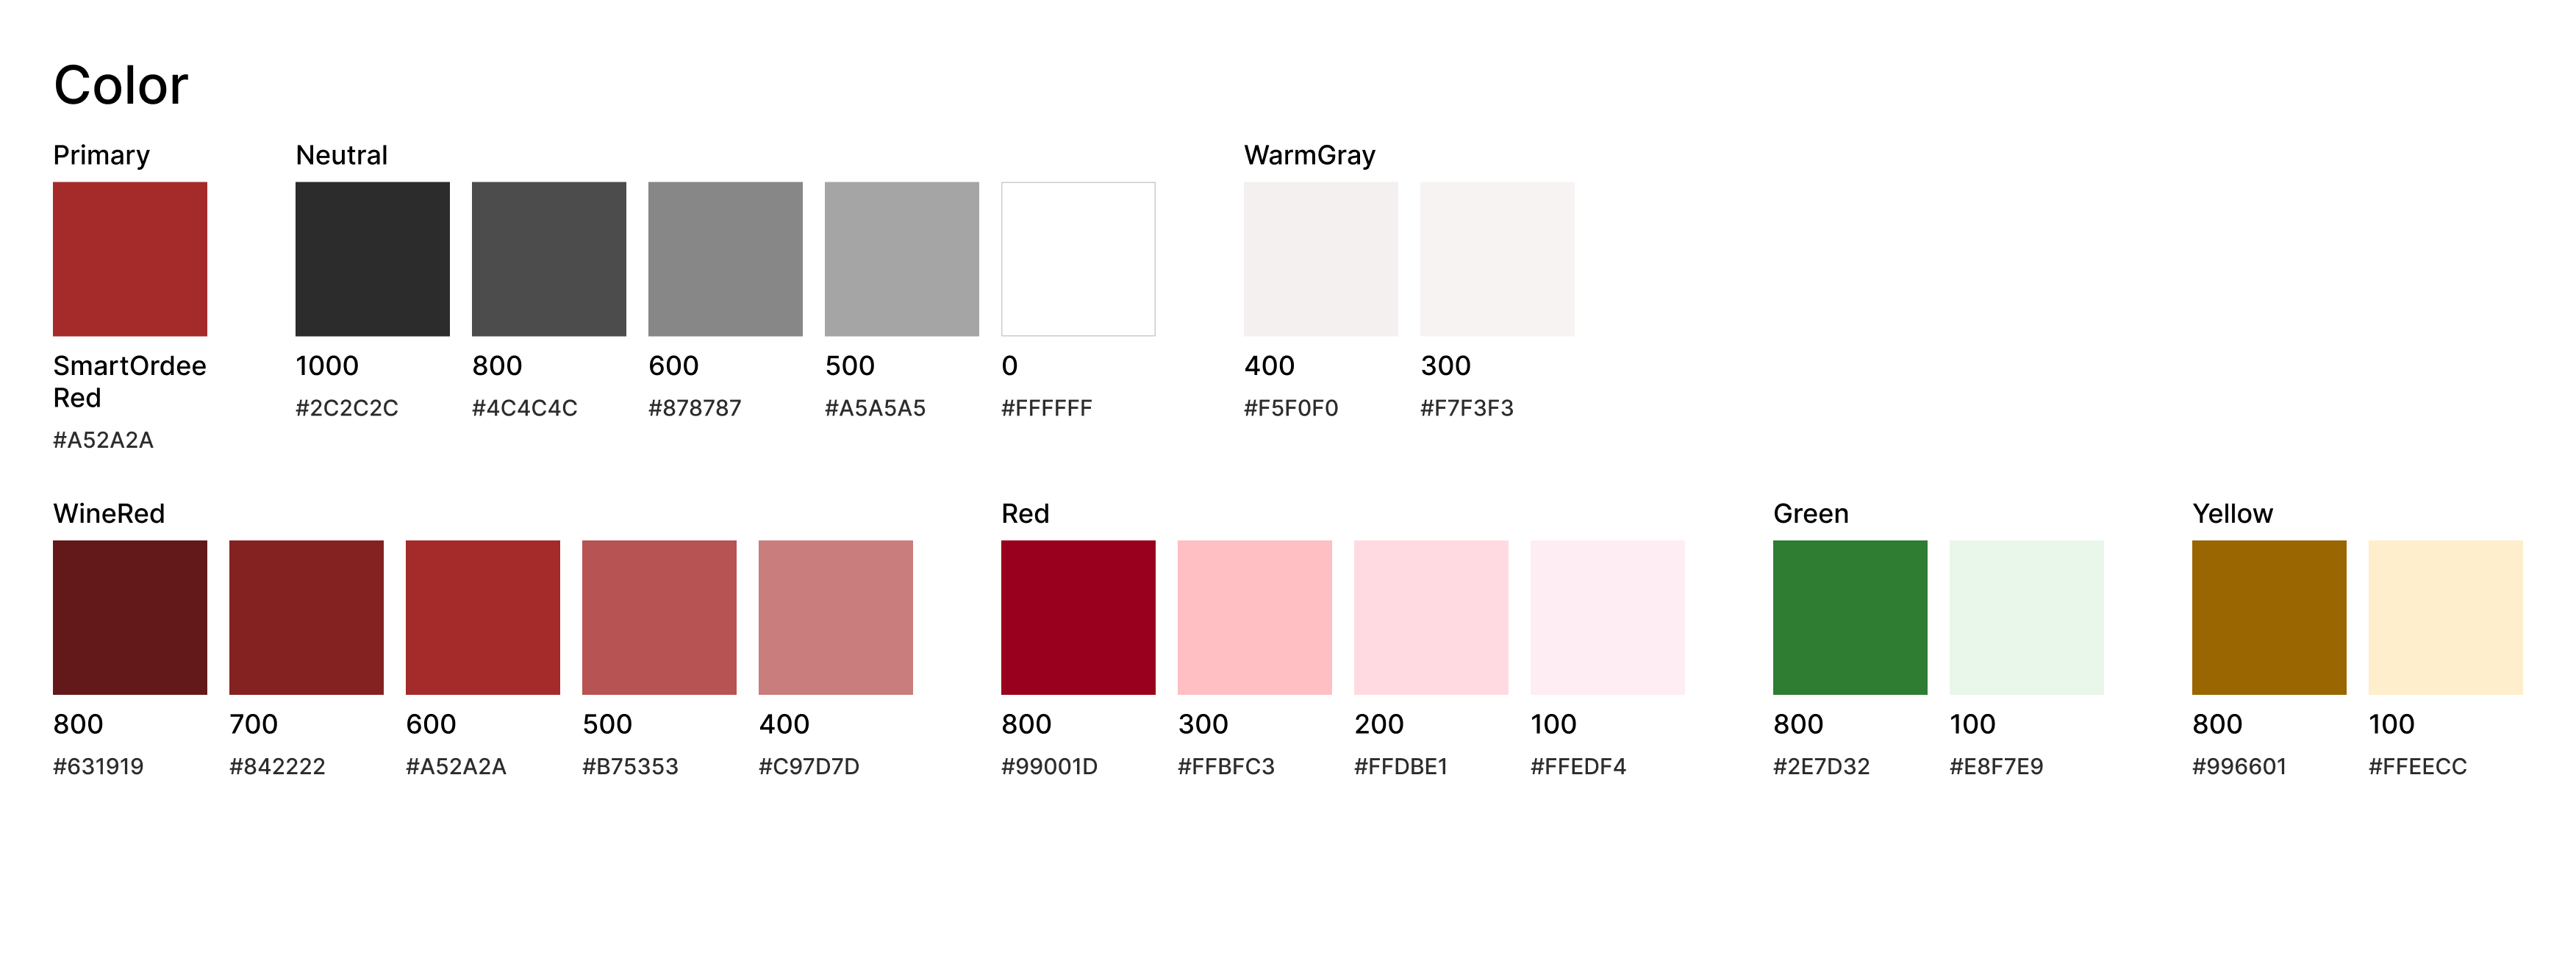 Color
Primary
Neutral
WarmGray
SmartOrdee
Red
#A52A2A
1000
#2C2C2C
800
#4C4C4C
600
#878787
500
#A5A5A5
0
#FFFFFF
400
#F5F0F0
300
#F7F3F3
WineRed
Red
Green
Yellow
800
#631919
700
#842222
600
#A52A2A
500
#B75353
400
#C97D7D
800
#99001D
300
#FFBFC3
200
#FFDBE1
100
#FFEDF4
800
#2E7D32
100
#E8F7E9
800
#996601
100
#FFEECC